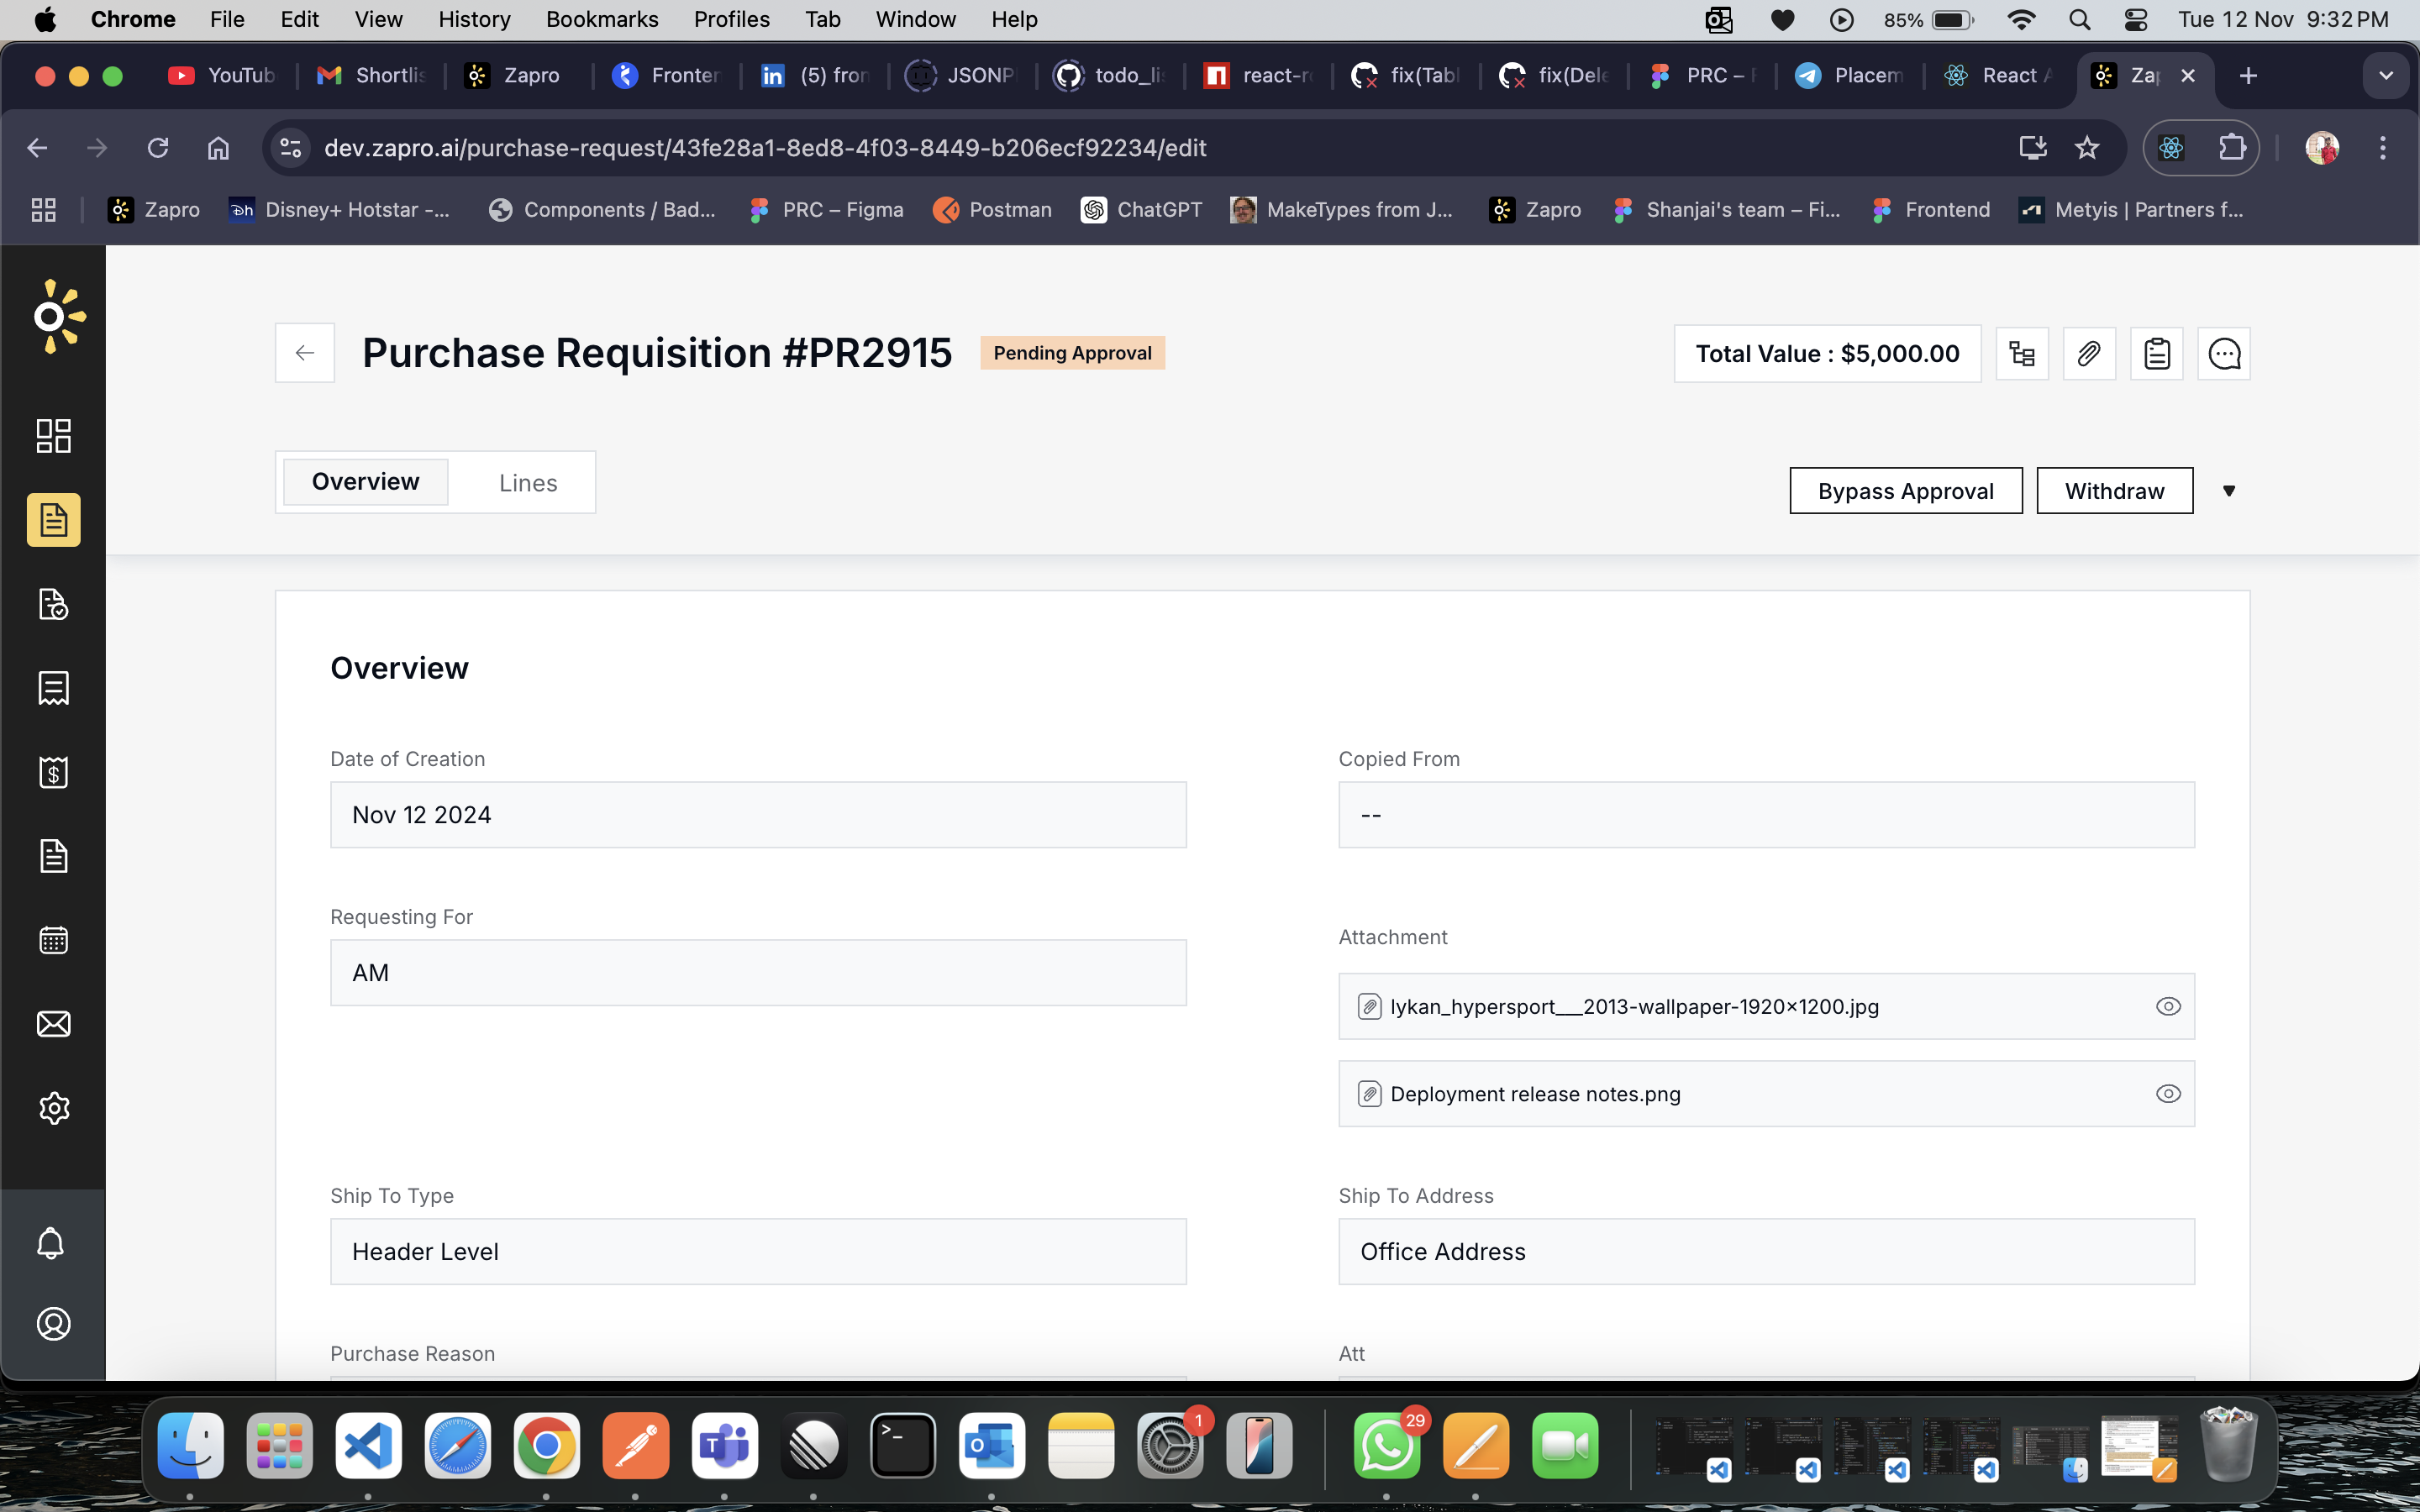 Chrome File Edit View History Bookmarks Profiles Tab Window Help 85% Tue 12 Nov 9:32 PM
YouTub Shortlis Zapro Fronter (5) fron JSONP todo_lis react-r fix(Tabl fix(Dele PRC – F Placem React A Zap
dev.zapro.ai/purchase-request/43fe28a1-8ed8-4f03-8449-b206ecf92234/edit
Zapro Disney+ Hotstar -... Components / Bad... PRC – Figma Postman ChatGPT MakeTypes from J... Zapro Shanjai's team – Fi... Frontend Metyis | Partners f...
Purchase Requisition #PR2915 Pending Approval Total Value : $5,000.00
Overview Lines Bypass Approval Withdraw
Overview
Date of Creation Copied From
Nov 12 2024 --
Requesting For
Attachment
AM
lykan_hypersport___2013-wallpaper-1920×1200.jpg
Deployment release notes.png
Ship To Type Ship To Address
Header Level Office Address
Purchase Reason Att
1 29